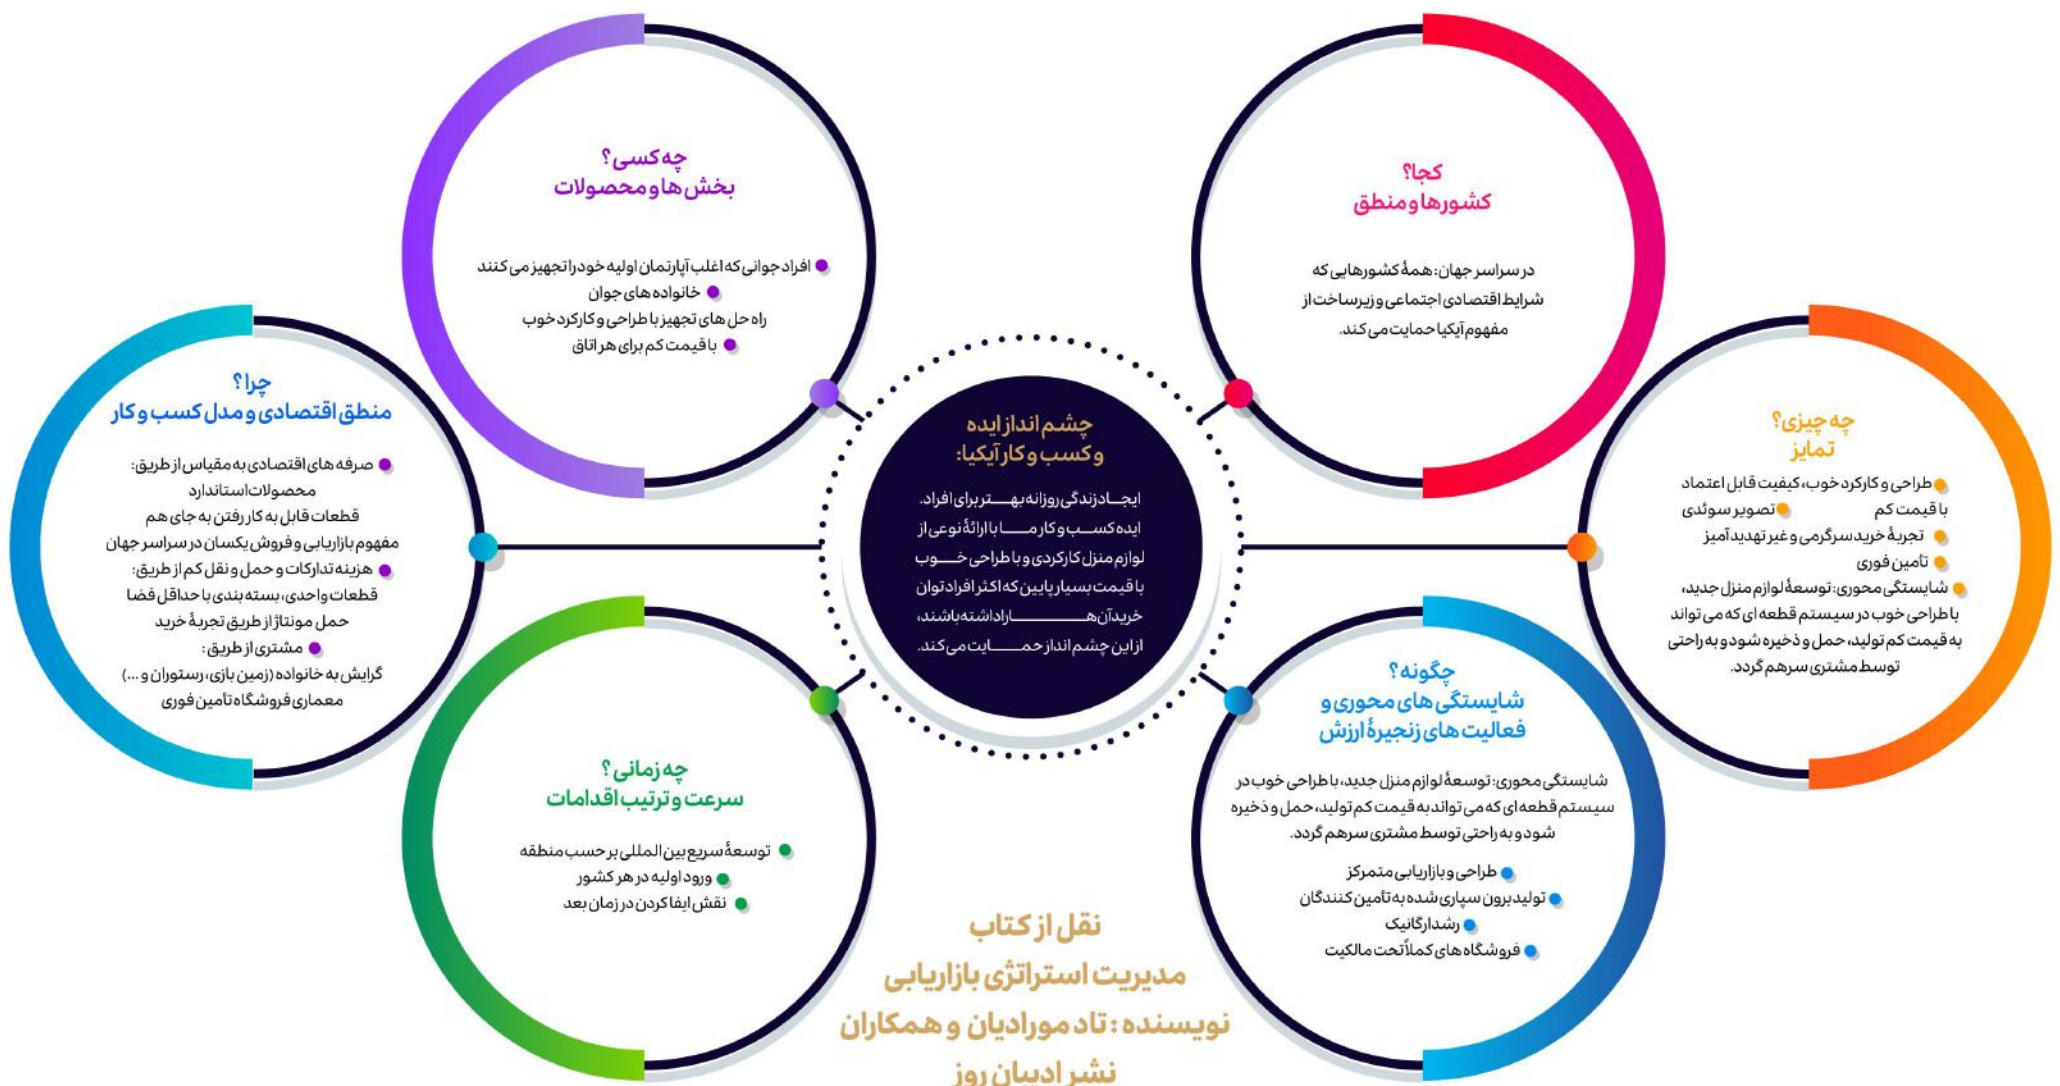 چه کسی؟
بخش ها و محصولات
افراد جوانی که اغلب آپارتمان اولیه خود را تجهیز می کنند
خانواده های جوان
راه حل های تجهیز با طراحی و کارکرد خوب
با قیمت کم برای هر اتاق
کجا؟
کشورها و منطق
در سراسر جهان: همهٔ کشورهایی که
شرایط اقتصادی اجتماعی و زیرساخت از
مفهوم آیکیا حمایت می کند.
چرا؟
منطق اقتصادی و مدل کسب و کار
صرفه های اقتصادی به مقیاس از طریق:
محصولات استاندارد
قطعات قابل به کار رفتن به جای هم
مفهوم بازاریابی و فروش یکسان در سراسر جهان
هزینه تدارکات و حمل و نقل کم از طریق:
قطعات واحدی، بسته بندی با حداقل فضا
حمل مونتاژ از طریق تجربهٔ خرید
مشتری از طریق:
گرایش به خانواده (زمین بازی، رستوران و ...)
معماری فروشگاه تأمین فوری
چشم انداز ایده
و کسب و کار آیکیا:
ایجاد زندگی روزانه بهتر برای افراد.
ایده کسب و کار ما با ارائهٔ نوعی از
لوازم منزل کارکردی و با طراحی خوب
با قیمت بسیار پایین که اکثر افراد توان
خرید آن ها را داشته باشند،
از این چشم انداز حمایت می کند.
چه چیزی؟
تمایز
طراحی و کارکرد خوب، کیفیت قابل اعتماد
با قیمت کم تصویر سوئدی
تجربهٔ خرید سرگرمی و غیر تهدیدآمیز
تأمین فوری
شایستگی محوری: توسعهٔ لوازم منزل جدید،
با طراحی خوب در سیستم قطعه ای که می تواند
به قیمت کم تولید، حمل و ذخیره شود و به راحتی
توسط مشتری سرهم گردد.
چه زمانی؟
سرعت و ترتیب اقدامات
توسعهٔ سریع بین المللی بر حسب منطقه
ورود اولیه در هر کشور
نقش ایفا کردن در زمان بعد
چگونه؟
شایستگی های محوری و
فعالیت های زنجیرهٔ ارزش
شایستگی محوری: توسعهٔ لوازم منزل جدید، با طراحی خوب در
سیستم قطعه ای که می تواند به قیمت کم تولید، حمل و ذخیره
شود و به راحتی توسط مشتری سرهم گردد.
طراحی و بازاریابی متمرکز
تولید برون سپاری شده به تأمین کنندگان
رشد ارگانیک
فروشگاه های کملاً تحت مالکیت
نقل از کتاب
مدیریت استراتژی بازاریابی
نویسنده : تاد مورادیان و همکاران
نشر ادیبان روز